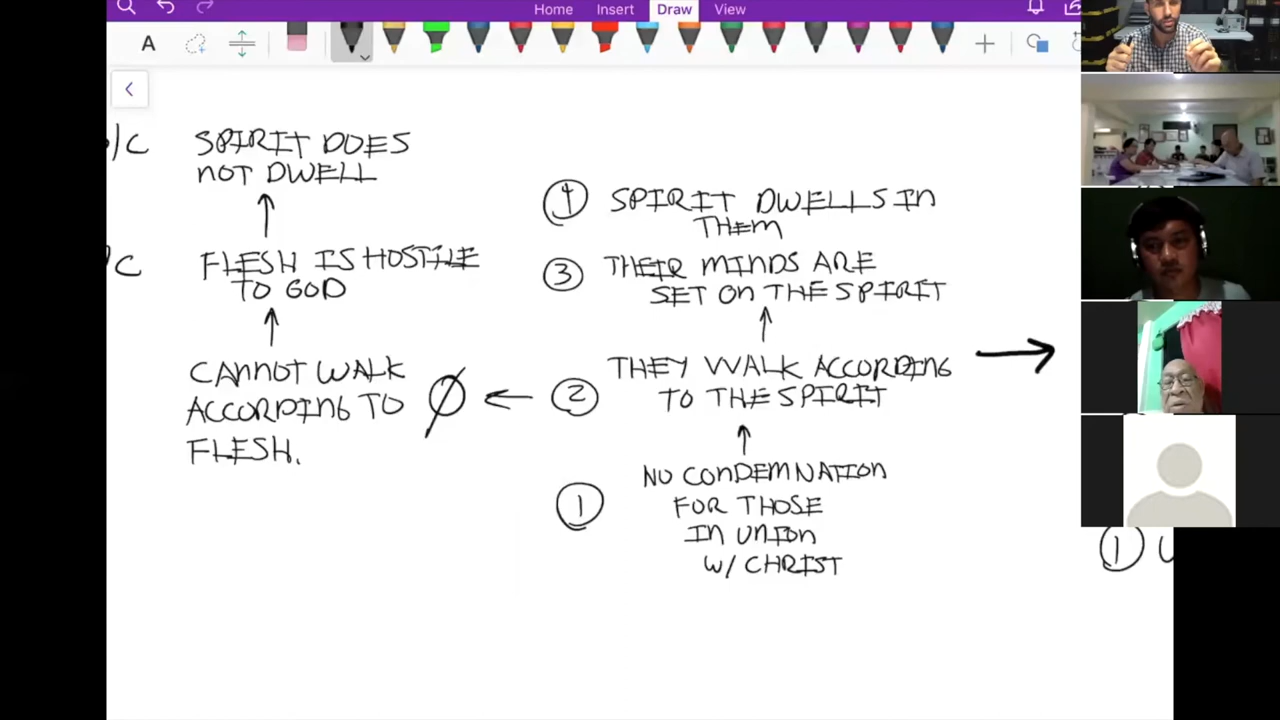 Home Insert Draw View
A
/C SPIRIT DOES
NOT DWELL
C FLESH IS HOSTILE
TO GOD
CANNOT WALK
ACCORDING TO
FLESH.
4 SPIRIT DWELLS IN
THEM
3 THEIR MINDS ARE
SET ON THE SPIRIT
2 THEY WALK ACCORDING
TO THE SPIRIT
1 NO CONDEMNATION
FOR THOSE
IN UNION
W/ CHRIST
1